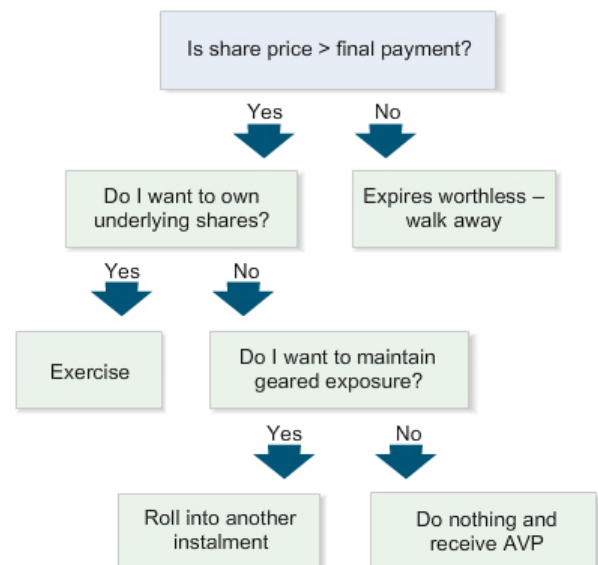 Is share price > final payment?
Yes
No
Do I want to own
underlying shares?
Expires worthless –
walk away
Yes
No
Exercise
Do I want to maintain
geared exposure?
Yes
No
Roll into another
instalment
Do nothing and
receive AVP